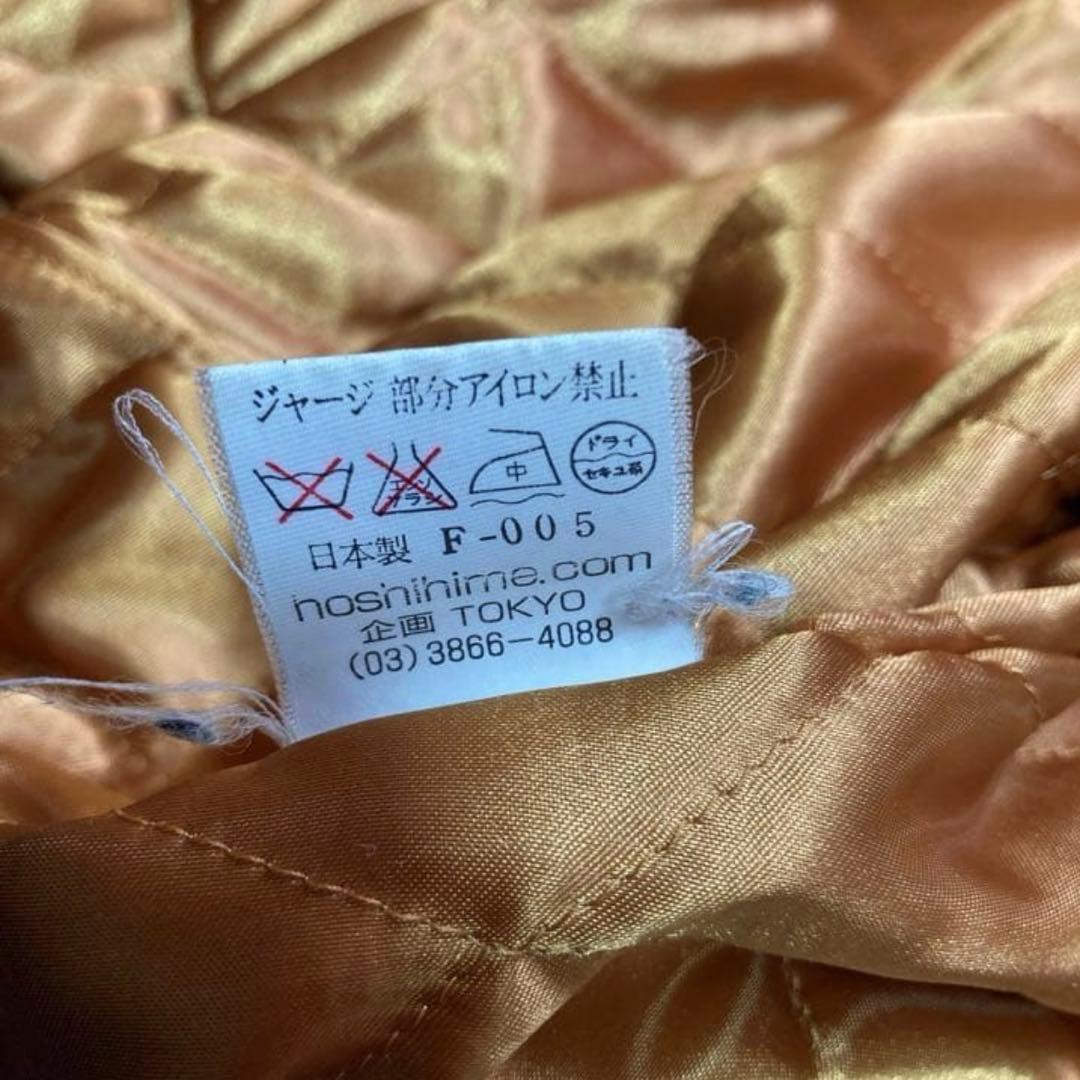 ジャージ 部分アイロン禁止
エンソ
サラシ
中
ドライ
セキユ系
日本製 F-005
hoshihime.com
企画 TOKYO
(03)3866-4088